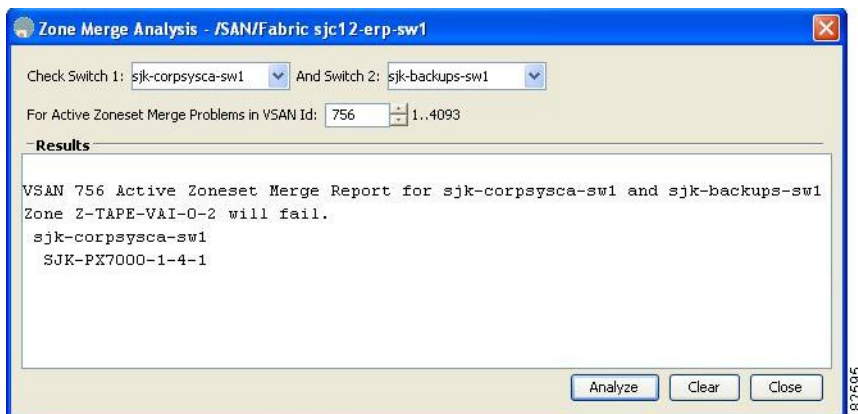 Zone Merge Analysis - /SAN/Fabric sjc12-erp-sw1
Check Switch 1: sjk-corpsysca-sw1 And Switch 2: sjk-backups-sw1
For Active Zoneset Merge Problems in VSAN Id: 756 1..4093
Results
VSAN 756 Active Zoneset Merge Report for sjk-corpsysca-sw1 and sjk-backups-sw1
Zone Z-TAPE-VAI-0-2 will fail.
sjk-corpsysca-sw1
SJK-PX7000-1-4-1
Analyze Clear Close